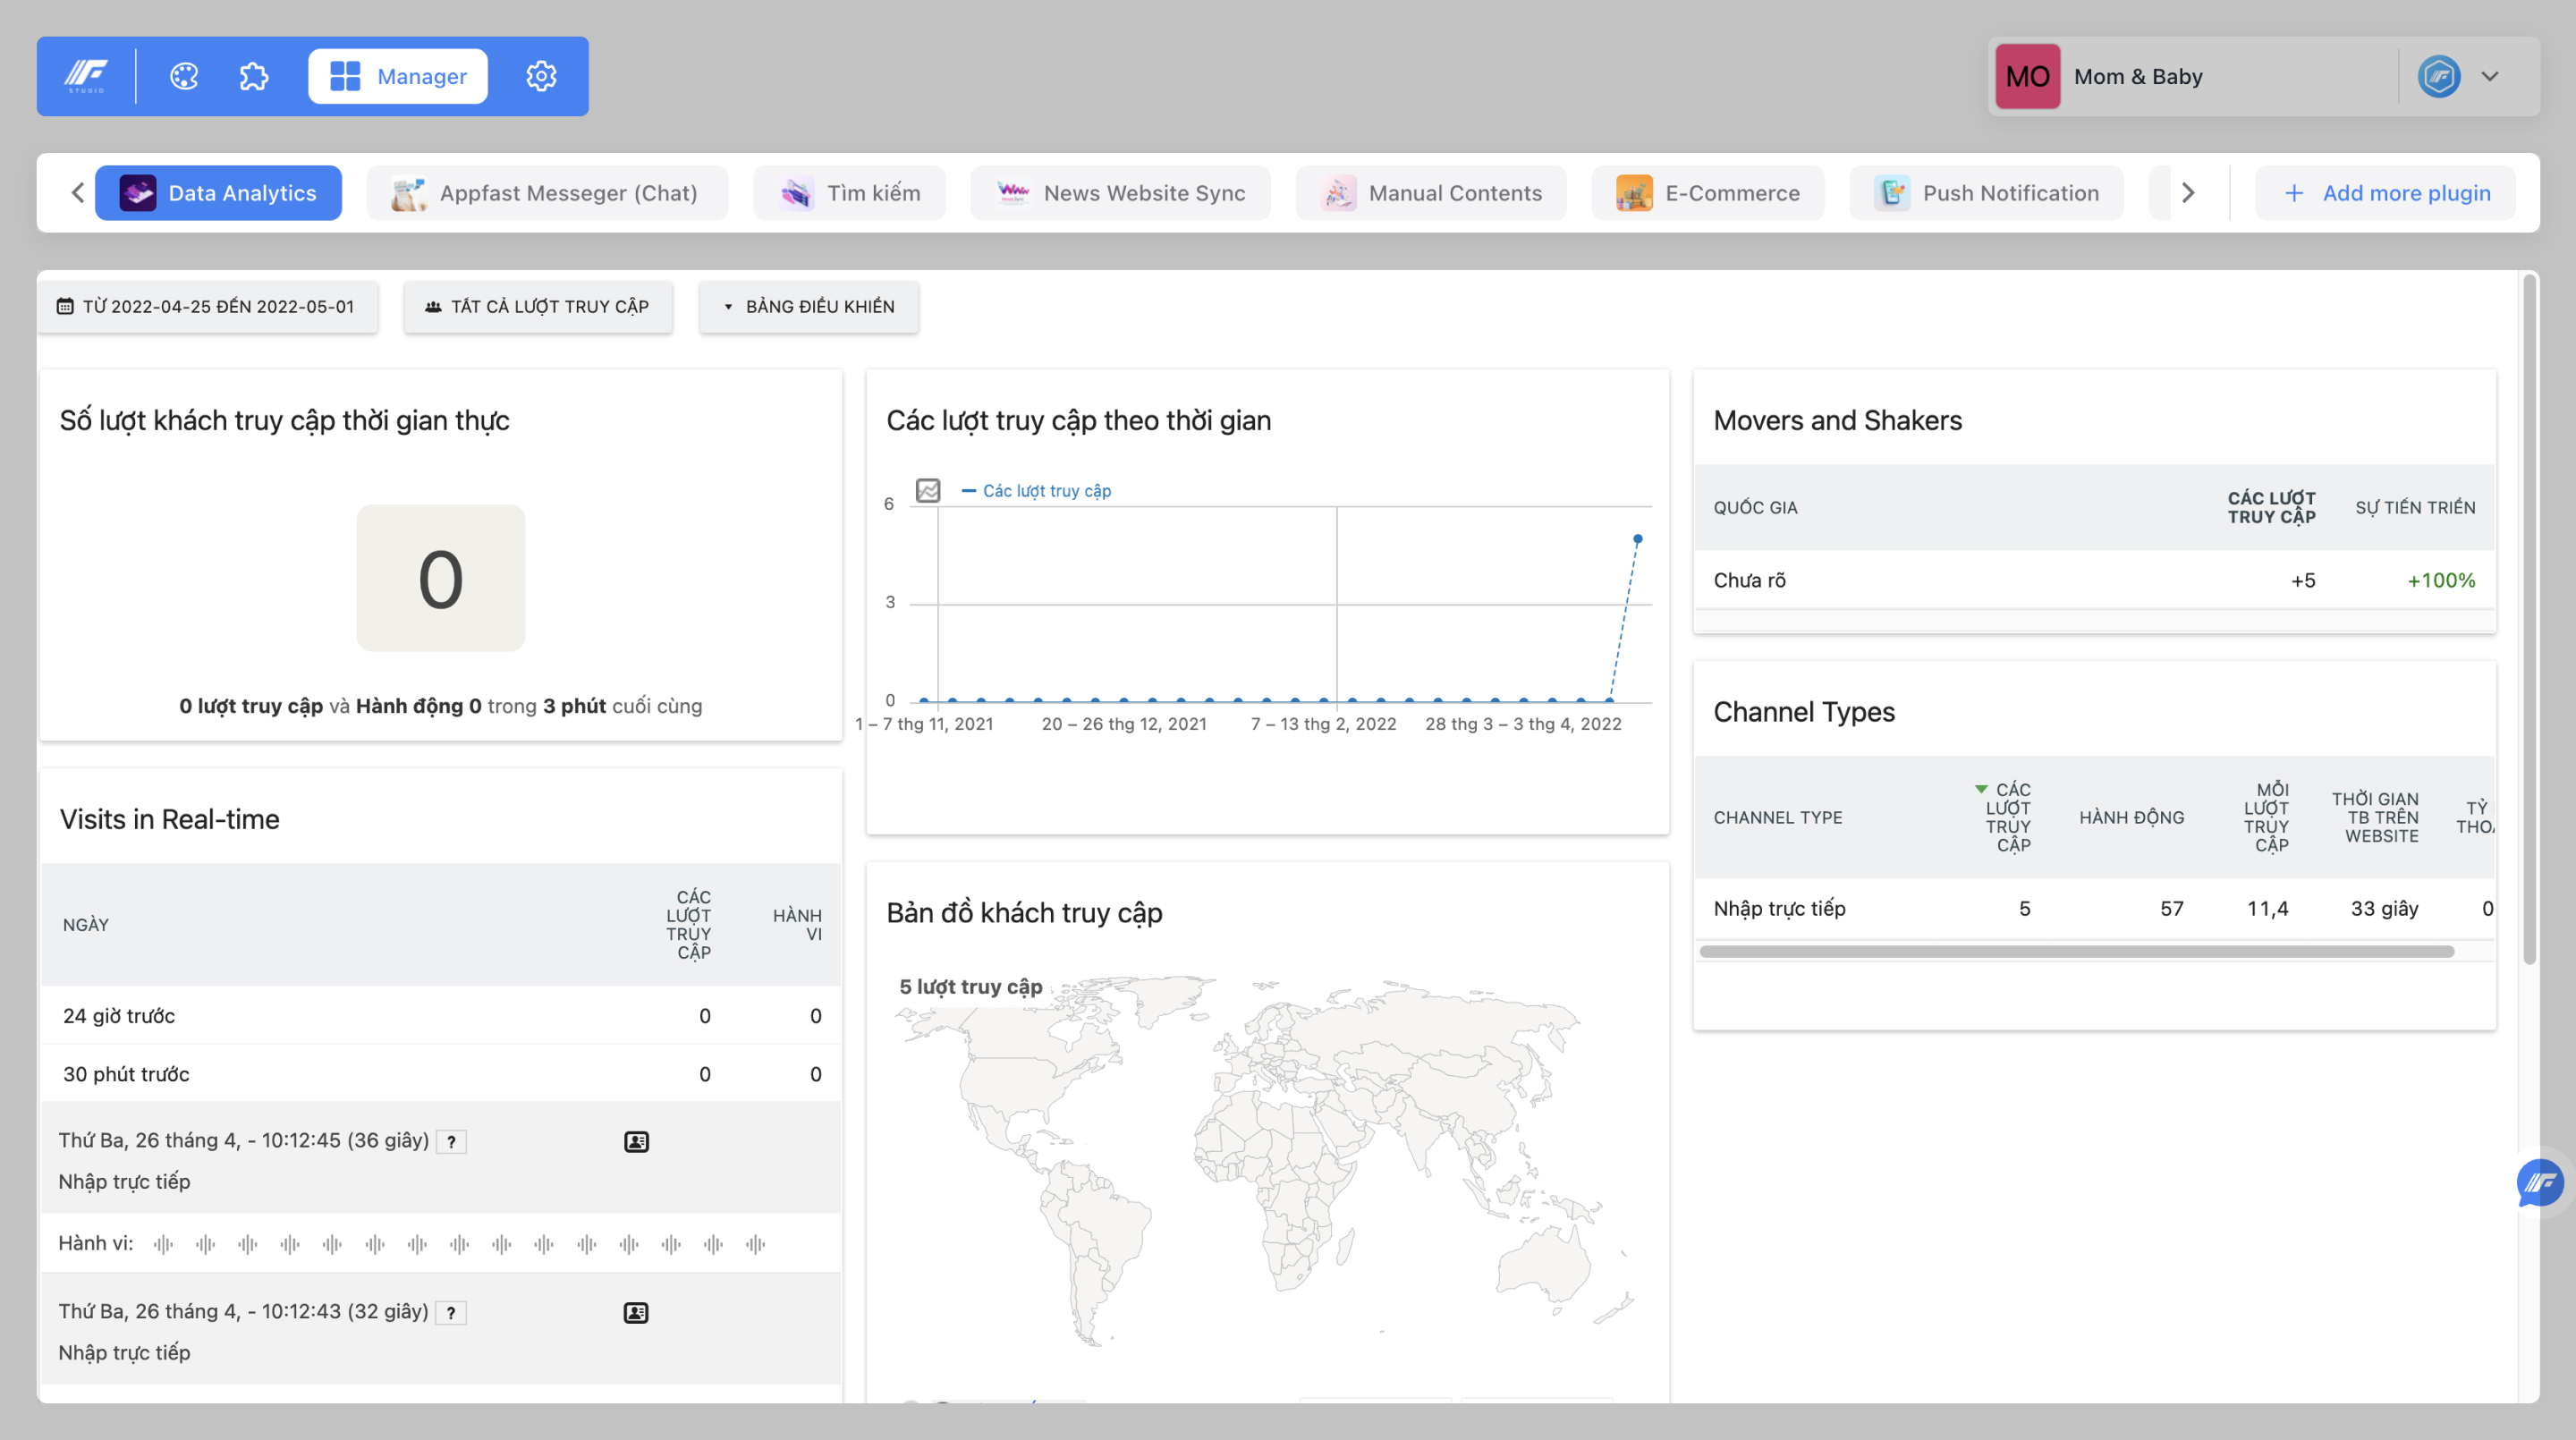 STUDIO
Manager
MO
Mom & Baby
Data Analytics
Appfast Messeger (Chat)
Tìm kiếm
News Website Sync
Manual Contents
E-Commerce
Push Notification
+ Add more plugin
TỪ 2022-04-25 ĐẾN 2022-05-01
TẤT CẢ LƯỢT TRUY CẬP
BẢNG ĐIỀU KHIỂN
Số lượt khách truy cập thời gian thực
0
0 lượt truy cập và Hành động 0 trong 3 phút cuối cùng
Visits in Real-time
NGÀY
CÁC
LƯỢT
TRUY
CẬP
HÀNH
VI
24 giờ trước 0 0
30 phút trước 0 0
Thứ Ba, 26 tháng 4, - 10:12:45 (36 giây) ?
Nhập trực tiếp
Hành vi:
Thứ Ba, 26 tháng 4, - 10:12:43 (32 giây) ?
Nhập trực tiếp
Các lượt truy cập theo thời gian
Các lượt truy cập
6
3
0
1 – 7 thg 11, 2021
20 – 26 thg 12, 2021
7 – 13 thg 2, 2022
28 thg 3 – 3 thg 4, 2022
Bản đồ khách truy cập
5 lượt truy cập
Movers and Shakers
QUỐC GIA
CÁC LƯỢT
TRUY CẬP
SỰ TIẾN TRIỂN
Chưa rõ +5 +100%
Channel Types
CHANNEL TYPE
CÁC
LƯỢT
TRUY
CẬP
HÀNH ĐỘNG
MỖI
LƯỢT
TRUY
CẬP
THỜI GIAN
TB TRÊN
WEBSITE
TỶ
Nhập trực tiếp 5 57 11,4 33 giây 0